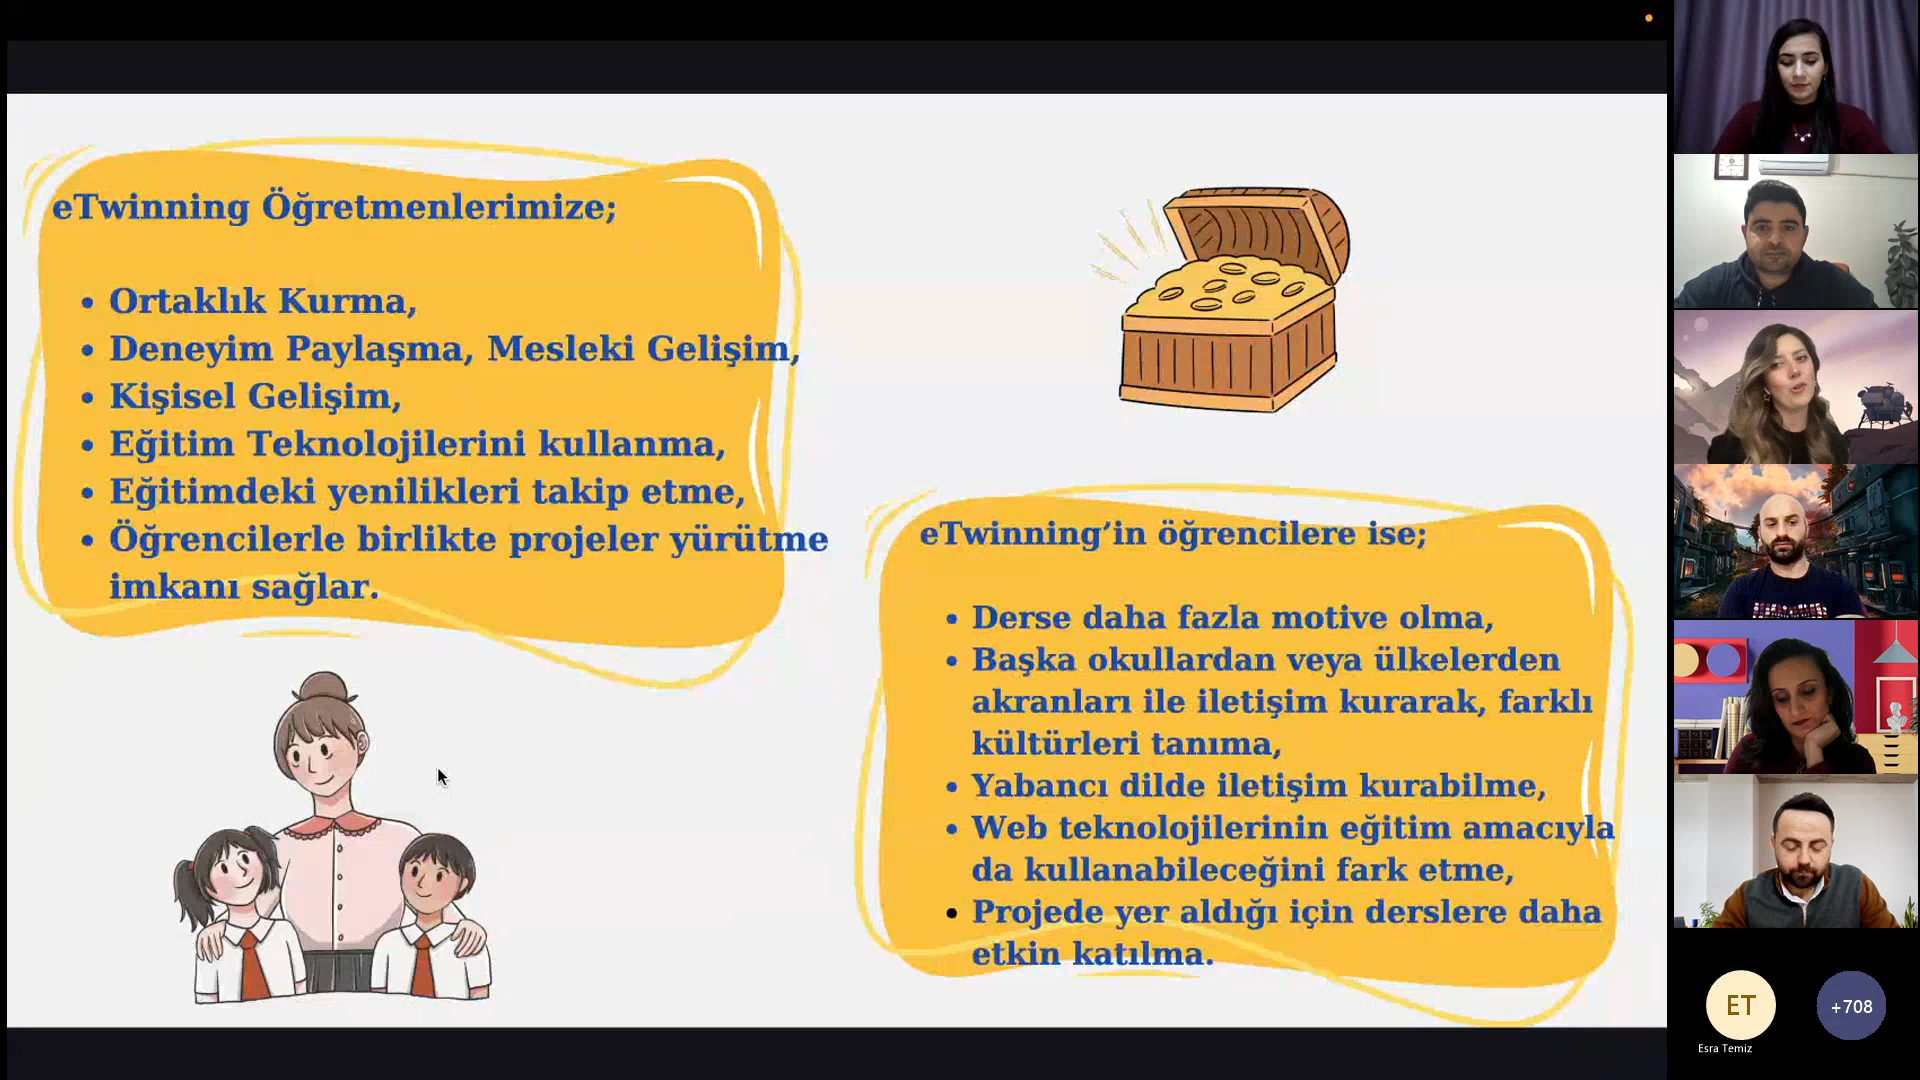 eTwinning Öğretmenlerimize;
• Ortaklık Kurma,
• Deneyim Paylaşma, Mesleki Gelişim,
• Kişisel Gelişim,
• Eğitim Teknolojilerini kullanma,
• Eğitimdeki yenilikleri takip etme,
• Öğrencilerle birlikte projeler yürütme
imkanı sağlar.
eTwinning’in öğrencilere ise;
• Derse daha fazla motive olma,
• Başka okullardan veya ülkelerden
akranları ile iletişim kurarak, farklı
kültürleri tanıma,
• Yabancı dilde iletişim kurabilme,
• Web teknolojilerinin eğitim amacıyla
da kullanabileceğini fark etme,
• Projede yer aldığı için derslere daha
etkin katılma.
ET
+708
Esra Temiz